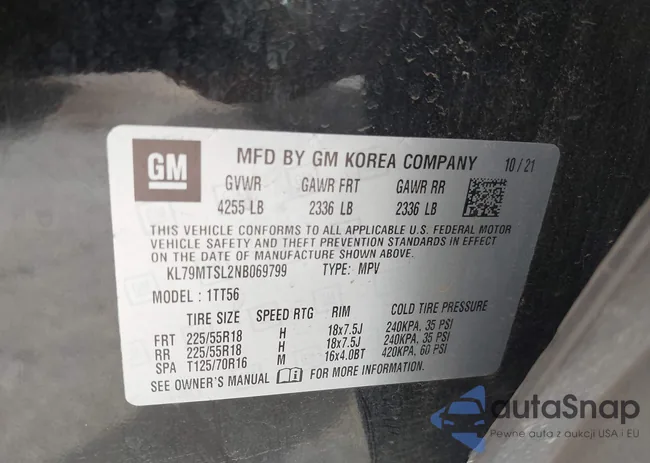 GM MFD BY GM KOREA COMPANY 10/21
GVWR GAWR FRT GAWR RR
4255 LB 2336 LB 2336 LB
THIS VEHICLE CONFORMS TO ALL APPLICABLE U.S. FEDERAL MOTOR
VEHICLE SAFETY AND THEFT PREVENTION STANDARDS IN EFFECT
ON THE DATE OF MANUFACTURE SHOWN ABOVE.
KL79MTSL2NB069799 TYPE: MPV
MODEL: 1TT56
TIRE SIZE SPEED RTG RIM COLD TIRE PRESSURE
FRT 225/55R18 H 18x7.5J 240KPA, 35 PSI
RR 225/55R18 H 18x7.5J 240KPA, 35 PSI
SPA T125/70R16 M 16x4.0BT 420KPA, 60 PSI
SEE OWNER'S MANUAL FOR MORE INFORMATION.
autaSnap
Pewne auta z aukcji USA i EU